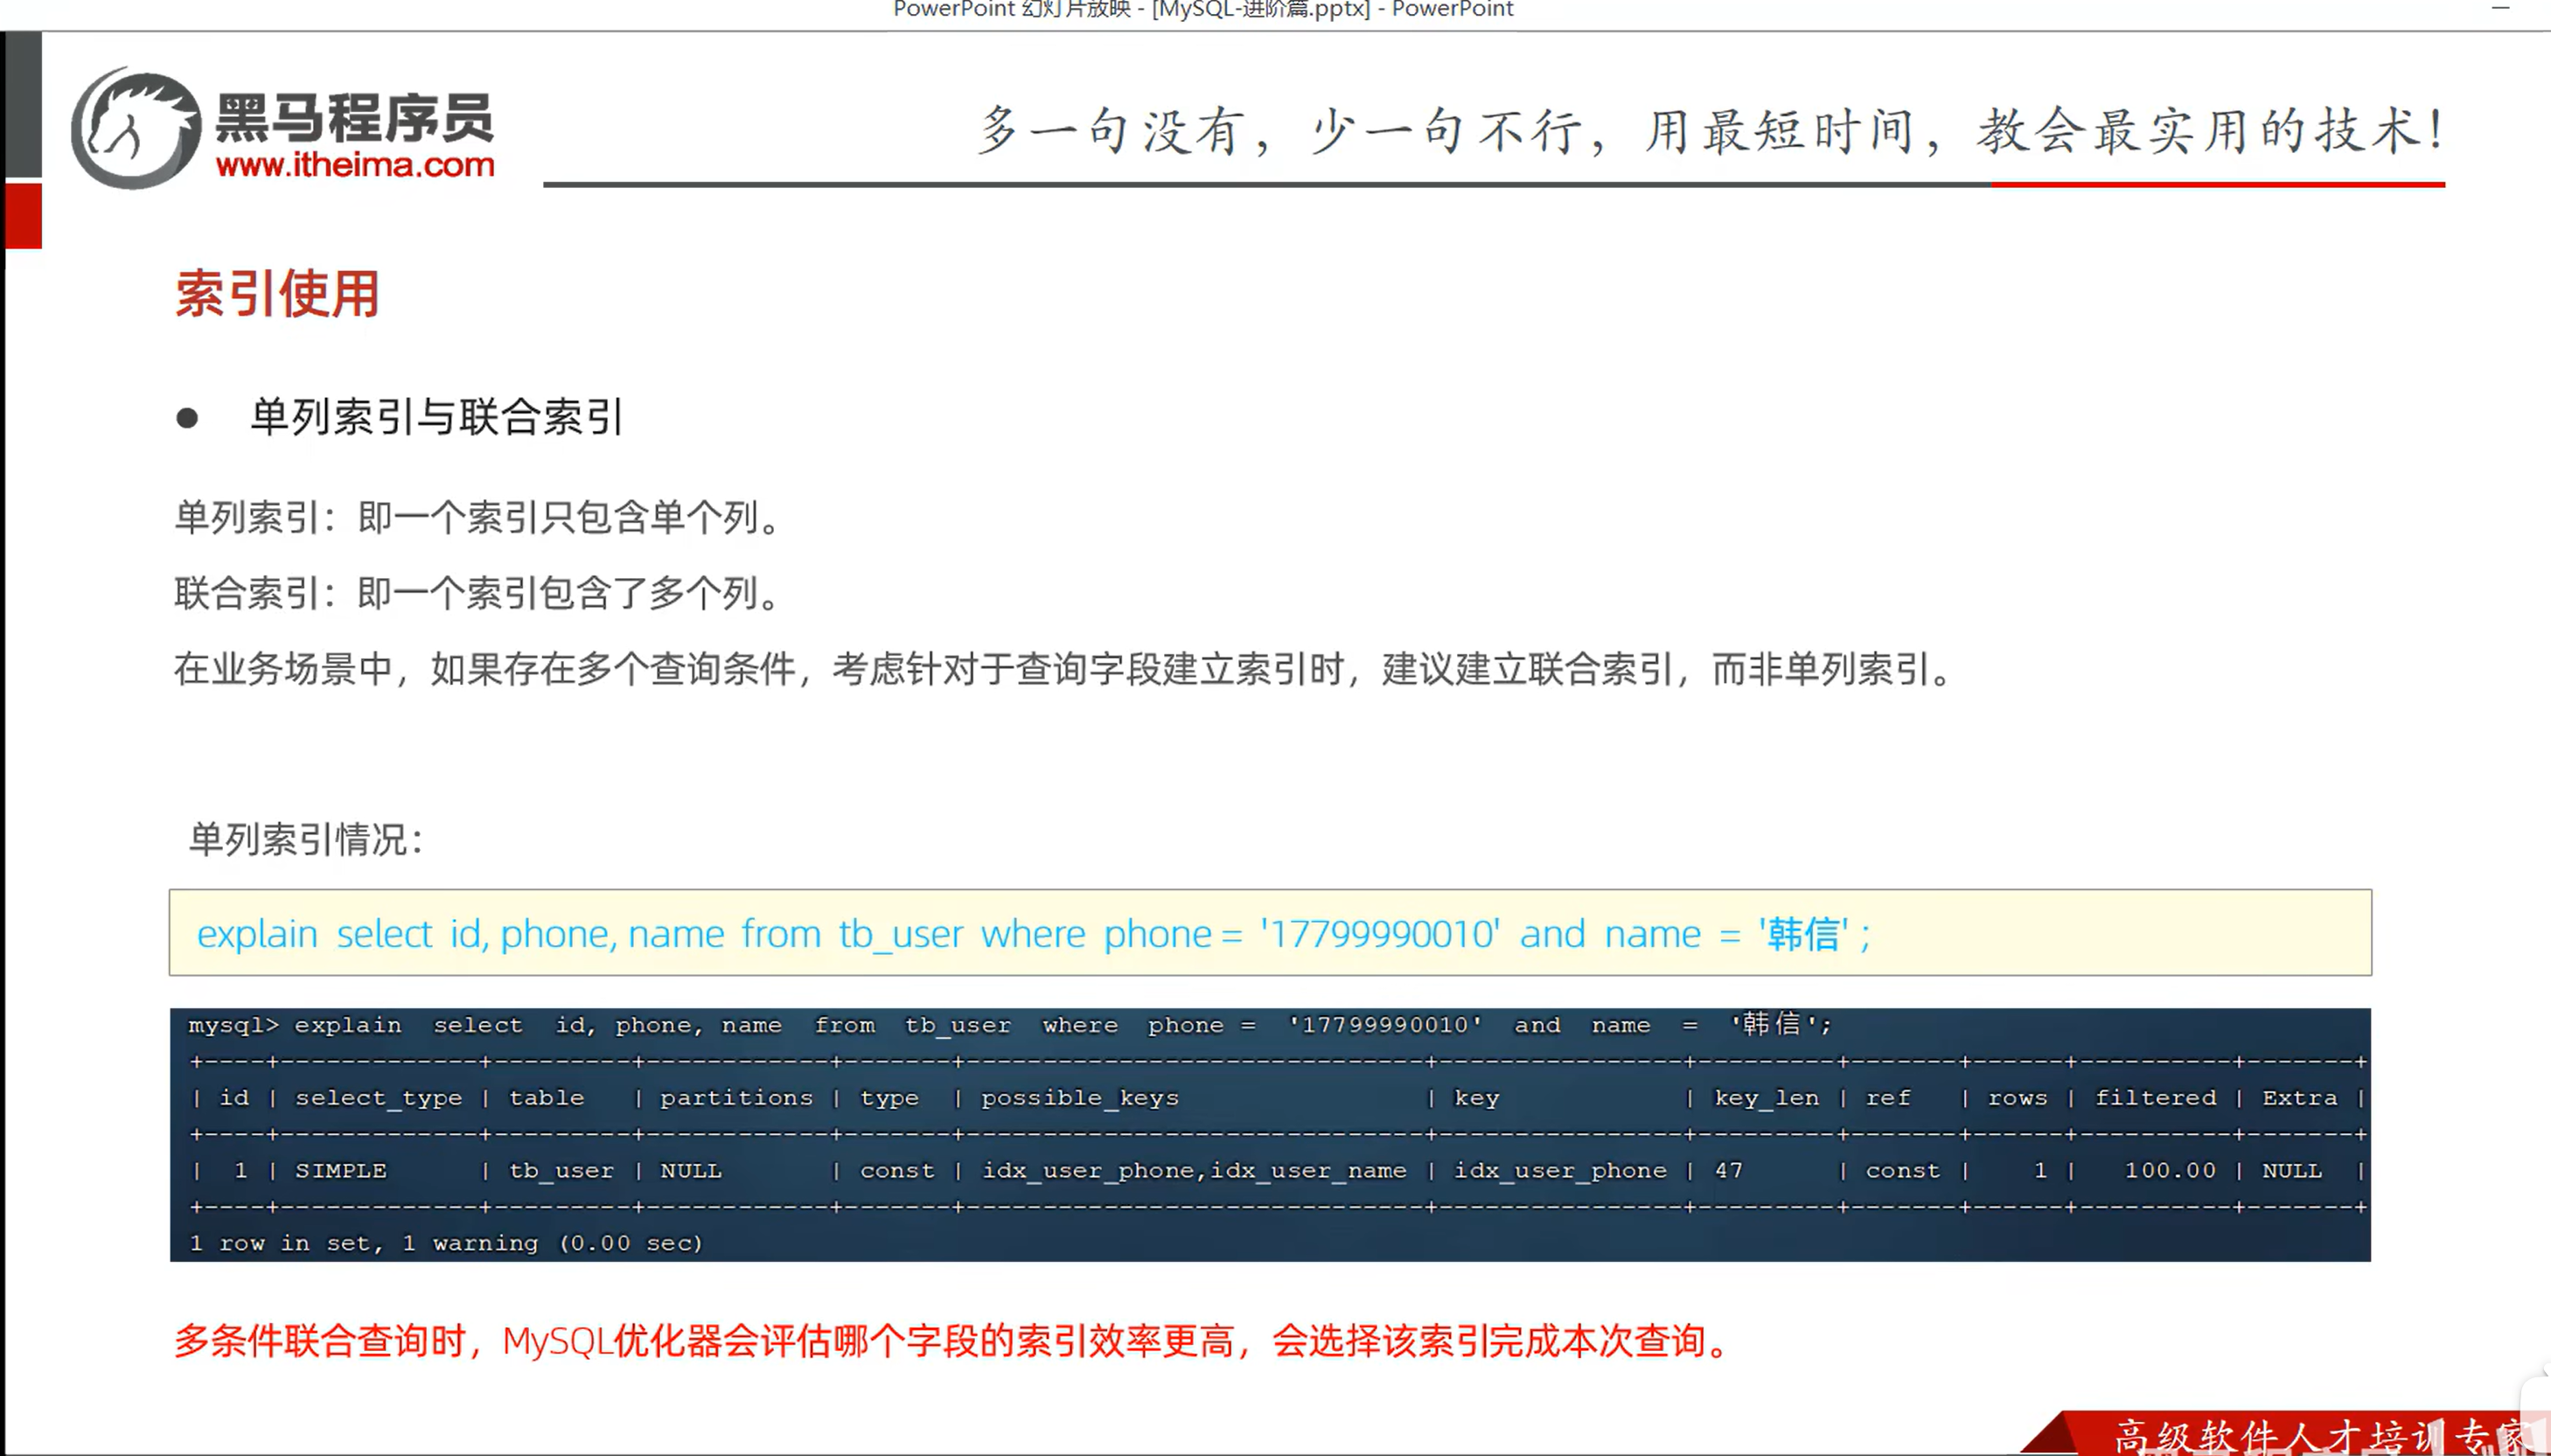 PowerPoint 幻灯片放映 - [MySQL-进阶篇.pptx] - PowerPoint
黑马程序员
www.itheima.com
多一句没有，少一句不行，用最短时间，教会最实用的技术！
索引使用
● 单列索引与联合索引
单列索引：即一个索引只包含单个列。
联合索引：即一个索引包含了多个列。
在业务场景中，如果存在多个查询条件，考虑针对于查询字段建立索引时，建议建立联合索引，而非单列索引。
单列索引情况：
explain select id, phone, name from tb_user where phone = '17799990010' and name = '韩信' ;
mysql> explain select id, phone, name from tb_user where phone = '17799990010' and name = '韩信';
+----+-------------+---------+------------+-------+------------------------------+----------------+---------+-------+------+----------+-------+
| id | select_type | table | partitions | type | possible_keys | key | key_len | ref | rows | filtered | Extra |
+----+-------------+---------+------------+-------+------------------------------+----------------+---------+-------+------+----------+-------+
| 1 | SIMPLE | tb_user | NULL | const | idx_user_phone,idx_user_name | idx_user_phone | 47 | const | 1 | 100.00 | NULL |
+----+-------------+---------+------------+-------+------------------------------+----------------+---------+-------+------+----------+-------+
1 row in set, 1 warning (0.00 sec)
多条件联合查询时，MySQL优化器会评估哪个字段的索引效率更高，会选择该索引完成本次查询。
高级软件人才培训专家